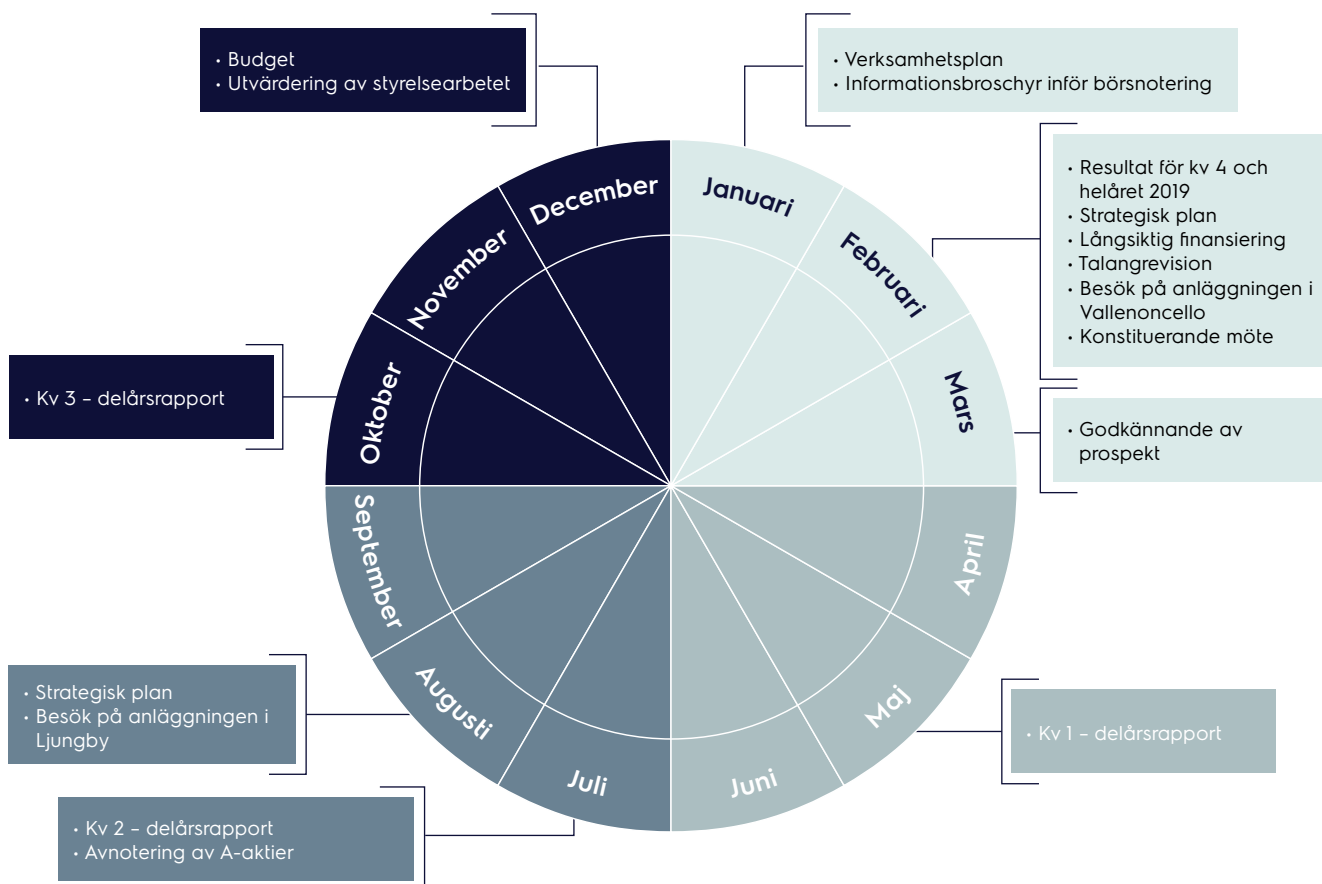 • Budget
• Utvärdering av styrelsearbetet
• Verksamhetsplan
• Informationsbroschyr inför börsnotering
• Resultat för kv 4 och
helåret 2019
• Strategisk plan
• Långsiktig finansiering
• Talangrevision
• Besök på anläggningen i
Vallenoncello
• Konstituerande möte
• Godkännande av
prospekt
• Kv 1 – delårsrapport
• Kv 2 – delårsrapport
• Avnotering av A-aktier
• Strategisk plan
• Besök på anläggningen i
Ljungby
• Kv 3 – delårsrapport
Januari
Februari
Mars
April
Maj
Juni
Juli
Augusti
September
Oktober
November
December